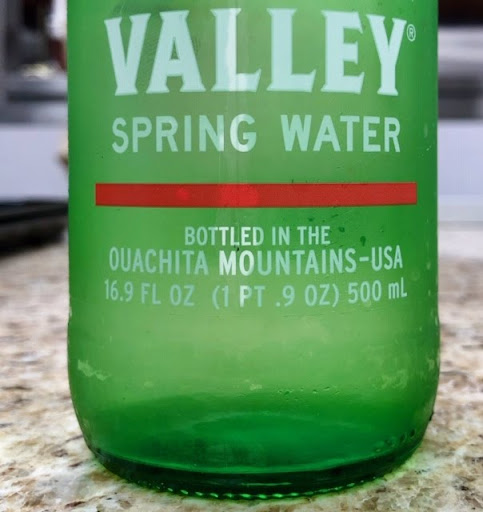 VALLEY®
SPRING WATER
BOTTLED IN THE
OUACHITA MOUNTAINS-USA
16.9 FL OZ (1 PT .9 OZ) 500 mL